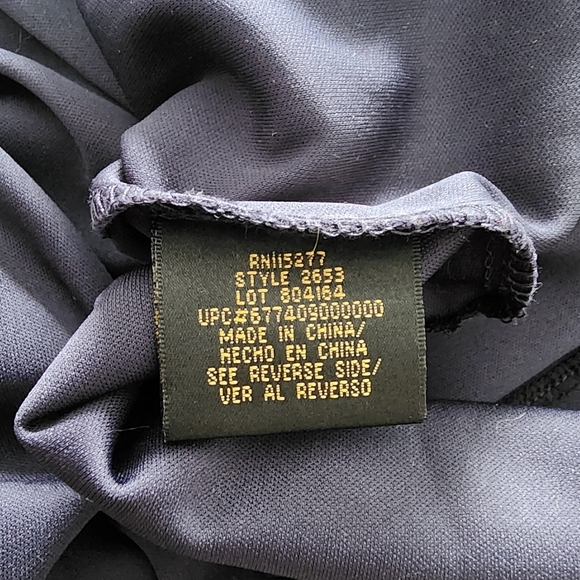 RN115277
STYLE 2653
LOT 804164
UPC#677409000000
MADE IN CHINA/
HECHO EN CHINA
SEE REVERSE SIDE/
VER AL REVERSO